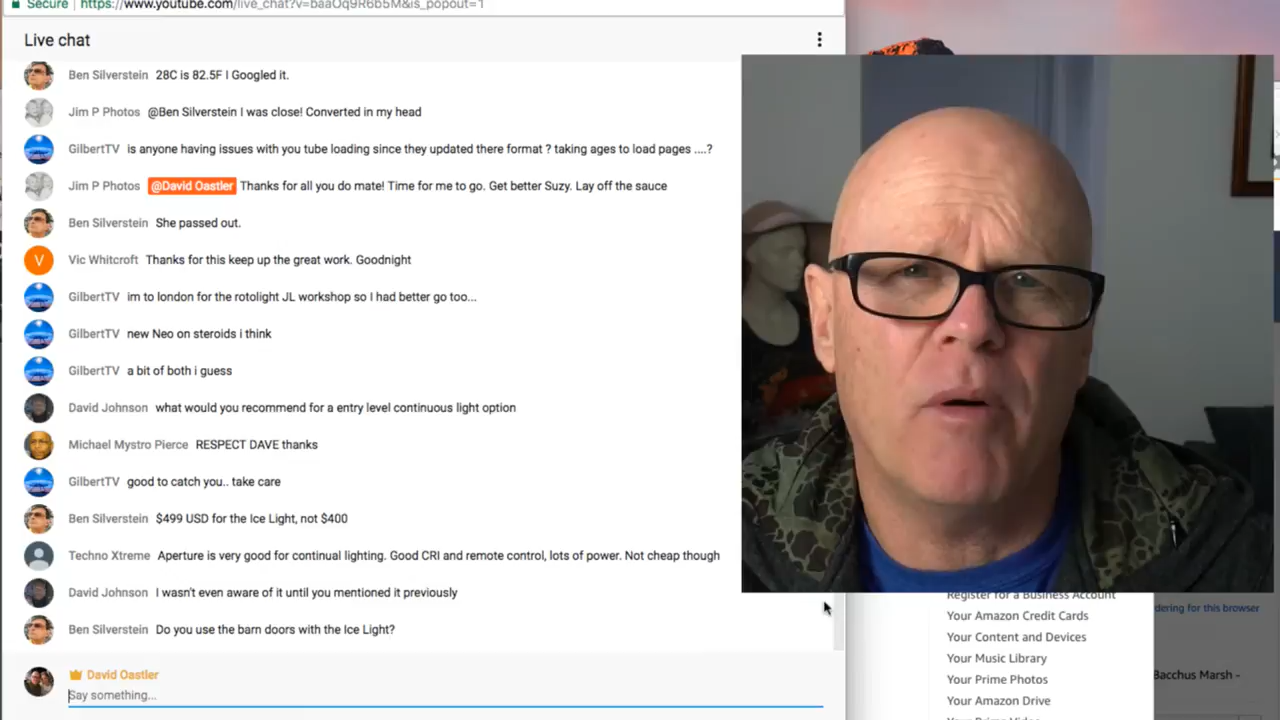 Secure https://www.youtube.com/live_chat?v=baaOq9R6b5M&is_popout=1
Live chat
Ben Silverstein 28C is 82.5F I Googled it.
Jim P Photos @Ben Silverstein I was close! Converted in my head
GilbertTV is anyone having issues with you tube loading since they updated there format ? taking ages to load pages ....?
Jim P Photos @David Oastler Thanks for all you do mate! Time for me to go. Get better Suzy. Lay off the sauce
Ben Silverstein She passed out.
V Vic Whitcroft Thanks for this keep up the great work. Goodnight
GilbertTV im to london for the rotolight JL workshop so I had better go too...
GilbertTV new Neo on steroids i think
GilbertTV a bit of both i guess
David Johnson what would you recommend for a entry level continuous light option
Michael Mystro Pierce RESPECT DAVE thanks
GilbertTV good to catch you.. take care
Ben Silverstein $499 USD for the Ice Light, not $400
Techno Xtreme Aperture is very good for continual lighting. Good CRI and remote control, lots of power. Not cheap though
David Johnson I wasn't even aware of it until you mentioned it previously
Ben Silverstein Do you use the barn doors with the Ice Light?
David Oastler
Say something...
Register for a Business Account
Your Amazon Credit Cards
Your Content and Devices
Your Music Library
Your Prime Photos
Your Amazon Drive
dering for this browser
Bacchus Marsh -